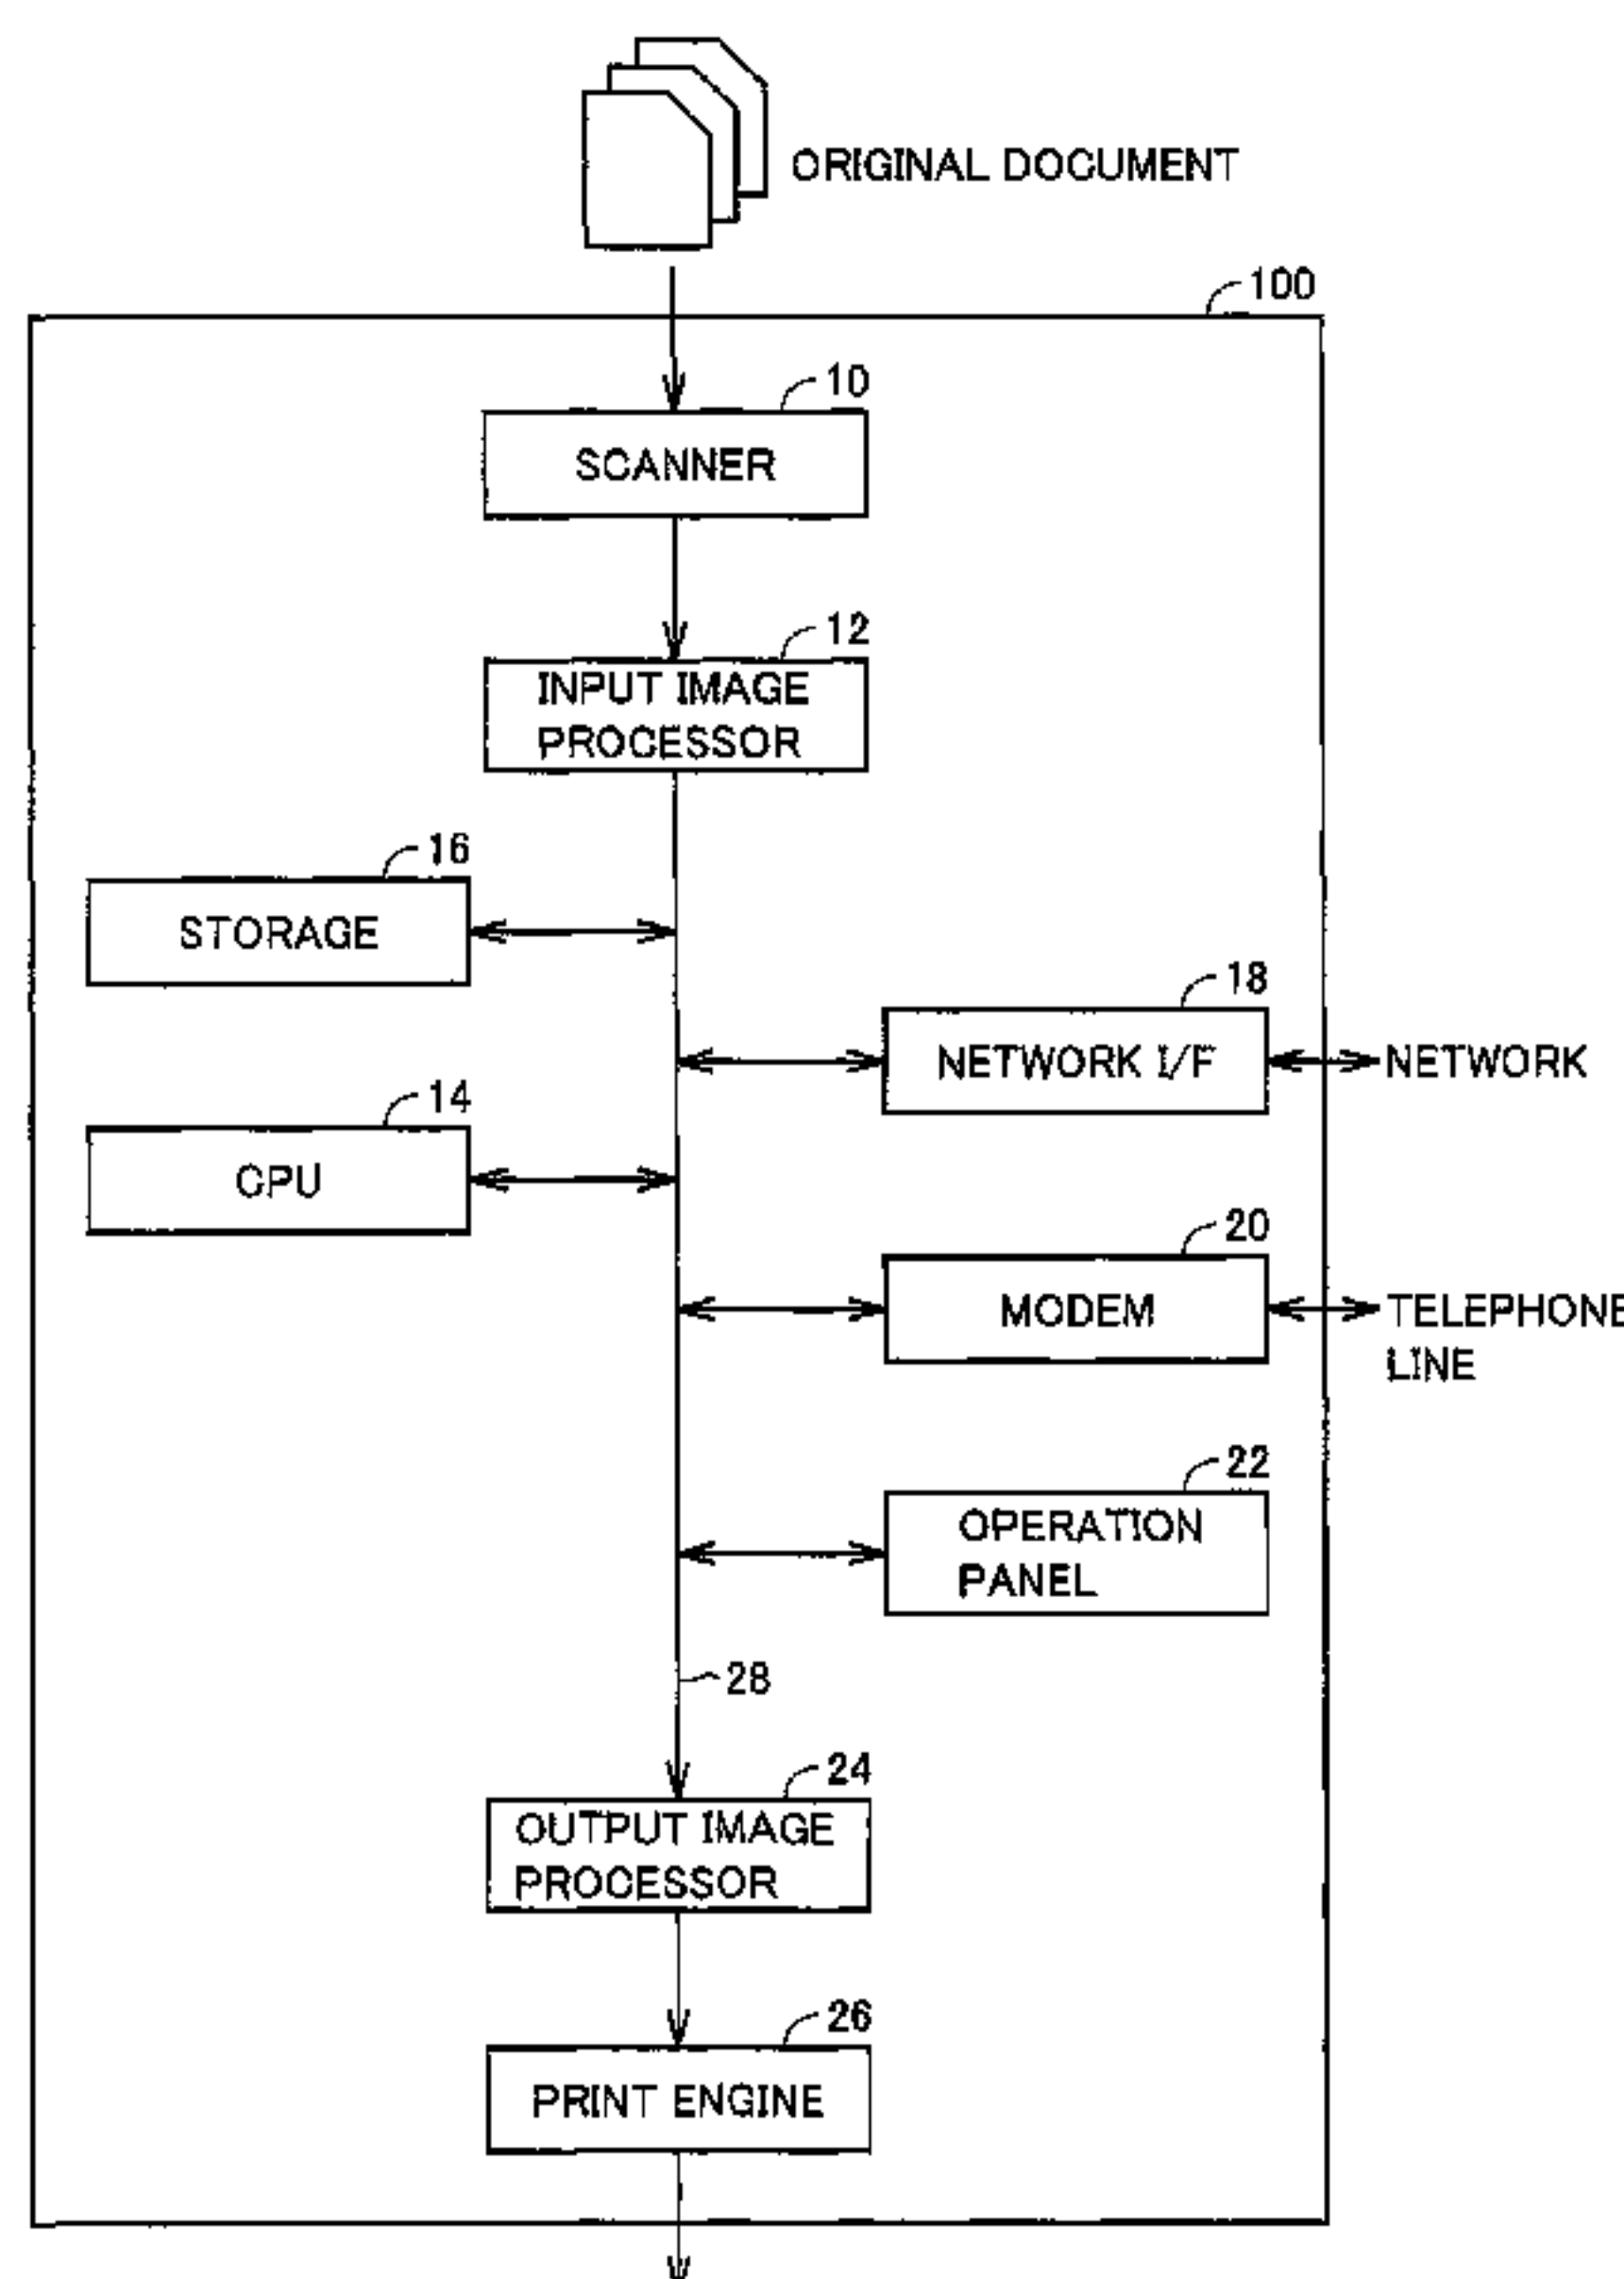 ORIGINAL DOCUMENT
100
10
SCANNER
12
INPUT IMAGE
PROCESSOR
16
STORAGE
18
NETWORK I/F
NETWORK
14
CPU
20
MODEM
TELEPHONE
LINE
22
OPERATION
PANEL
28
24
OUTPUT IMAGE
PROCESSOR
26
PRINT ENGINE